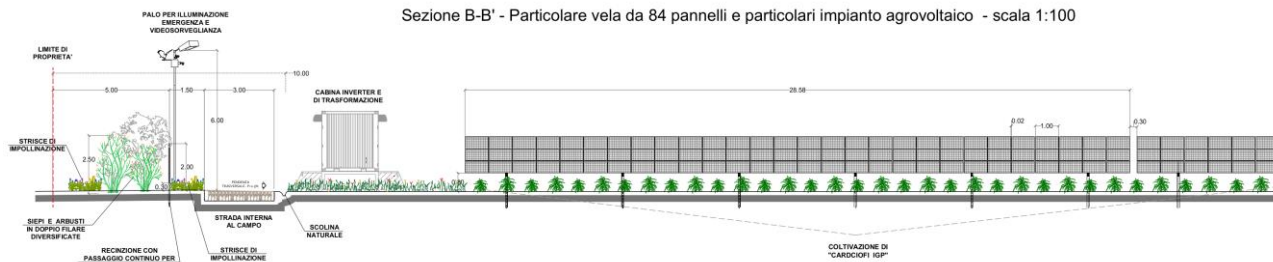 Sezione B-B' - Particolare vela da 84 pannelli e particolari impianto agrovoltaico - scala 1:100
PALO PER ILLUMINAZIONE
EMERGENZA E
VIDEOSORVEGLIANZA
LIMITE DI
PROPRIETA'
10.00
5.00
1.50
3.00
6.00
CABINA INVERTER E
DI TRASFORMAZIONE
28.58
0.02
1.00
0.30
STRISCE DI
IMPOLLINAZIONE
2.50
2.00
0.30
PENDENZA
SIEPI E ARBUSTI
IN DOPPIO FILARE
DIVERSIFICATE
STRADA INTERNA
AL CAMPO
SCOLINA
NATURALE
RECINZIONE CON
PASSAGGIO CONTINUO PER
STRISCE DI
IMPOLLINAZIONE
COLTIVAZIONE DI
"CARDCIOFI IGP"